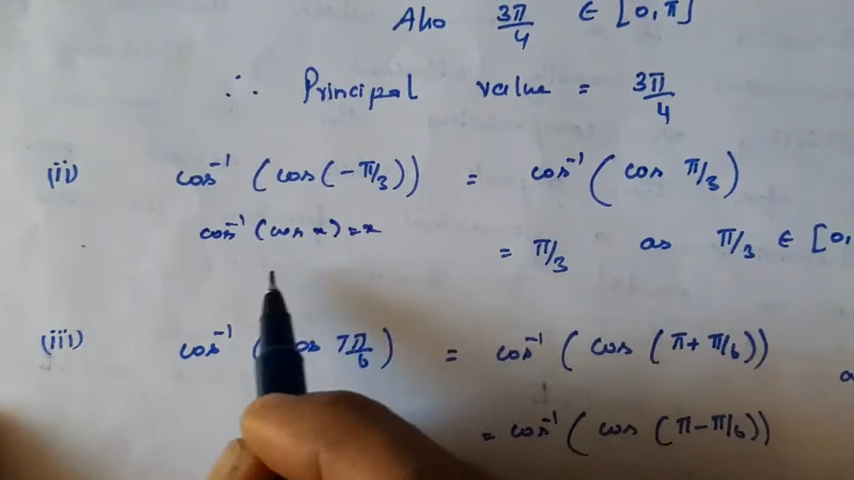 Also 3π/4 ∈ [0,π]
∴ Principal value = 3π/4
(ii) cos⁻¹ (cos(-π/3)) = cos⁻¹ (cos π/3)
cos⁻¹ (cos x) = x
= π/3 as π/3 ∈ [0,
(iii) cos⁻¹ (cos 7π/6) = cos⁻¹ (cos (π+π/6))
= cos⁻¹ (cos (π-π/6))